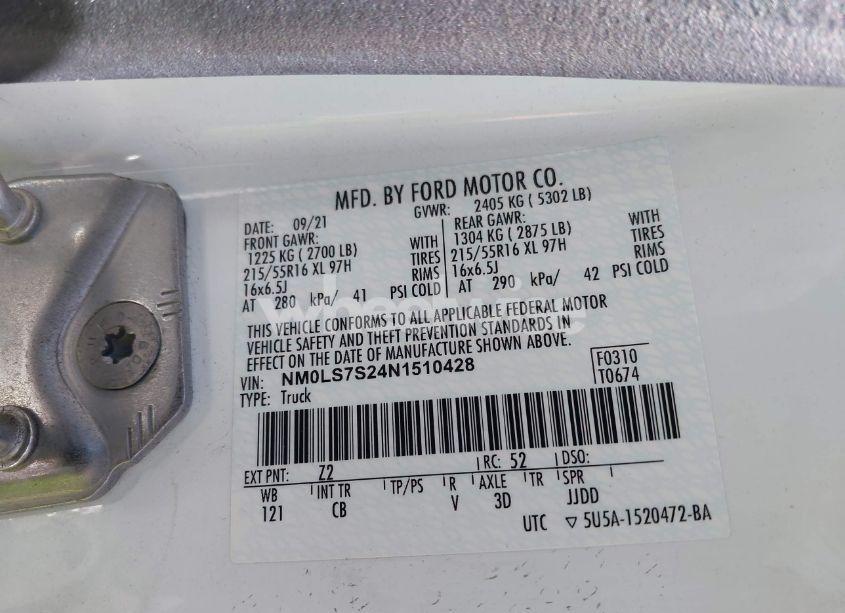 MFD. BY FORD MOTOR CO.
DATE: 09/21 GVWR: 2405 KG ( 5302 LB)
FRONT GAWR: REAR GAWR:
1225 KG ( 2700 LB) WITH 1304 KG ( 2875 LB) WITH
215/55R16 XL 97H TIRES 215/55R16 XL 97H TIRES
16x6.5J RIMS 16x6.5J RIMS
AT 280 kPa/ 41 PSI COLD AT 290 kPa/ 42 PSI COLD
THIS VEHICLE CONFORMS TO ALL APPLICABLE FEDERAL MOTOR
VEHICLE SAFETY AND THEFT PREVENTION STANDARDS IN
EFFECT ON THE DATE OF MANUFACTURE SHOWN ABOVE.
VIN: NM0LS7S24N1510428 F0310
TYPE: Truck T0674
EXT PNT: Z2 RC: 52 DSO:
WB INT TR TP/PS R AXLE TR SPR
121 CB V 3D JJDD
UTC 5U5A-1520472-BA